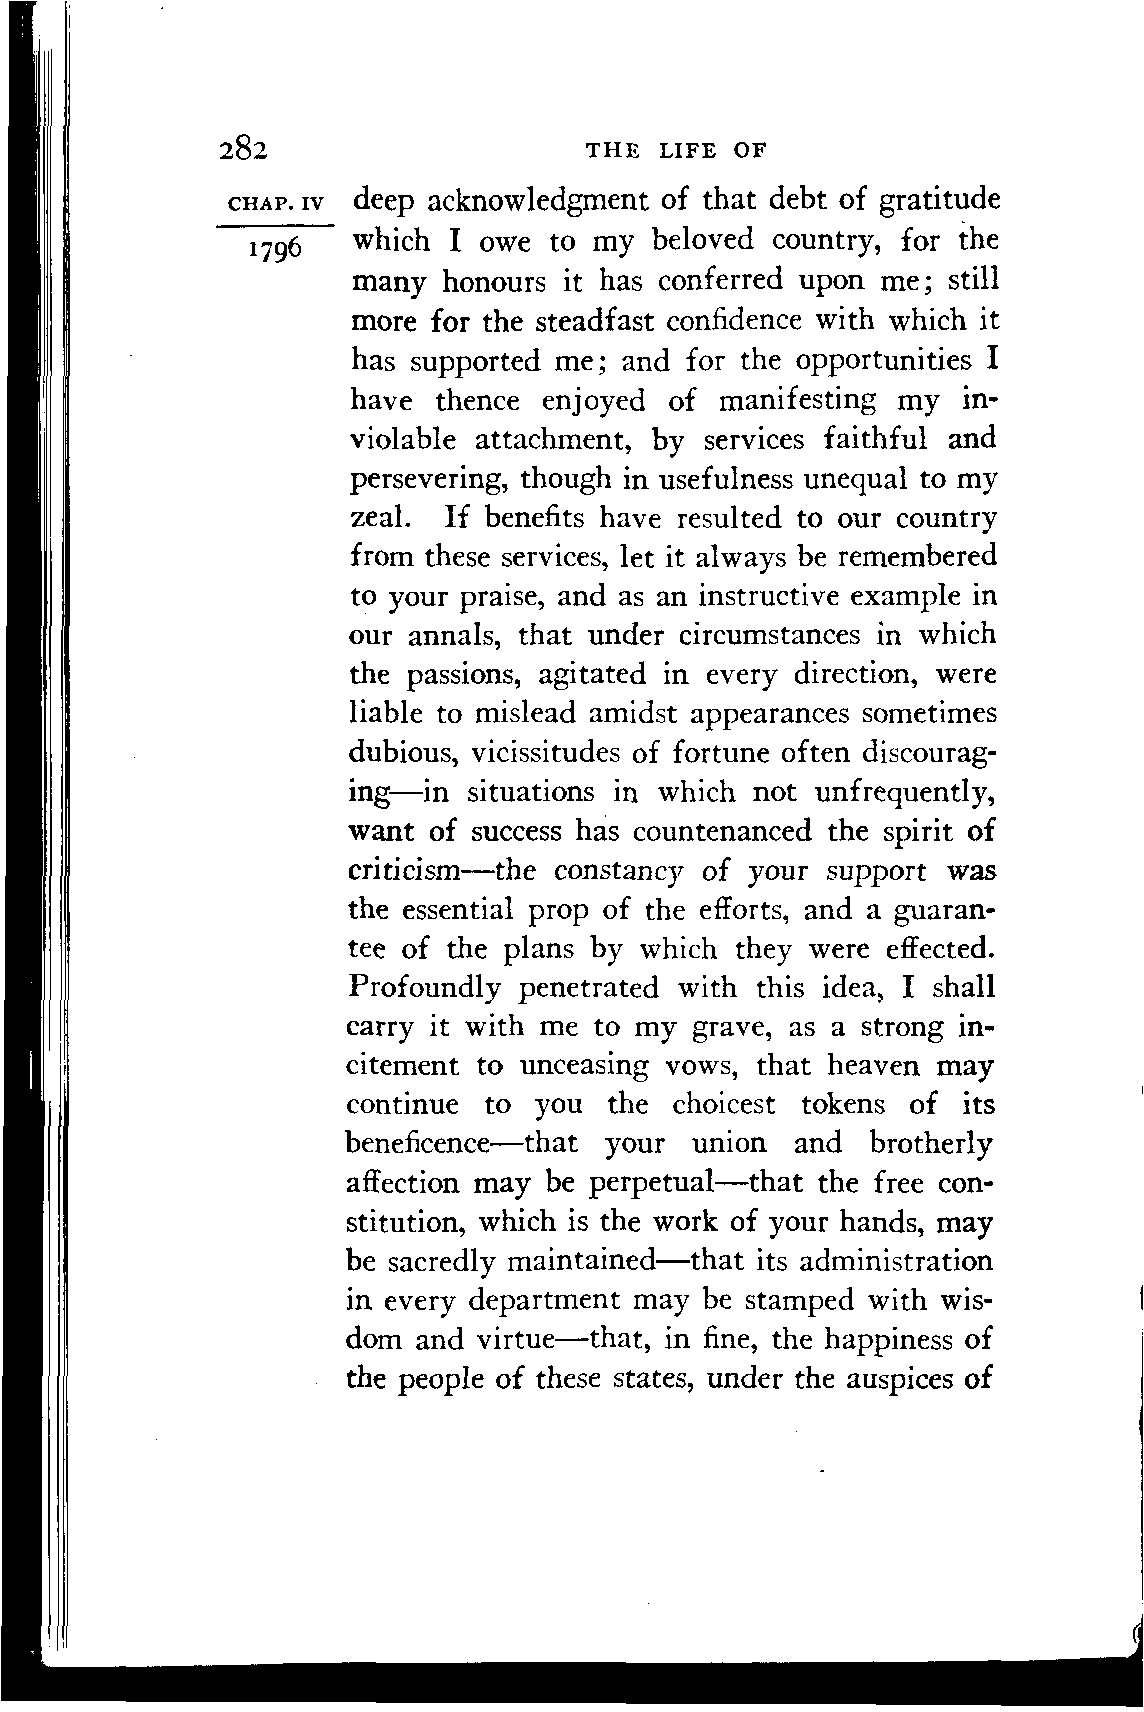 282 THE LIFE OF
CHAP. IV
1796
deep acknowledgment of that debt of gratitude
which I owe to my beloved country, for the
many honours it has conferred upon me; still
more for the steadfast confidence with which it
has supported me; and for the opportunities I
have thence enjoyed of manifesting my in-
violable attachment, by services faithful and
persevering, though in usefulness unequal to my
zeal. If benefits have resulted to our country
from these services, let it always be remembered
to your praise, and as an instructive example in
our annals, that under circumstances in which
the passions, agitated in every direction, were
liable to mislead amidst appearances sometimes
dubious, vicissitudes of fortune often discourag-
ing—in situations in which not unfrequently,
want of success has countenanced the spirit of
criticism—the constancy of your support was
the essential prop of the efforts, and a guaran-
tee of the plans by which they were effected.
Profoundly penetrated with this idea, I shall
carry it with me to my grave, as a strong in-
citement to unceasing vows, that heaven may
continue to you the choicest tokens of its
beneficence—that your union and brotherly
affection may be perpetual—that the free con-
stitution, which is the work of your hands, may
be sacredly maintained—that its administration
in every department may be stamped with wis-
dom and virtue—that, in fine, the happiness of
the people of these states, under the auspices of